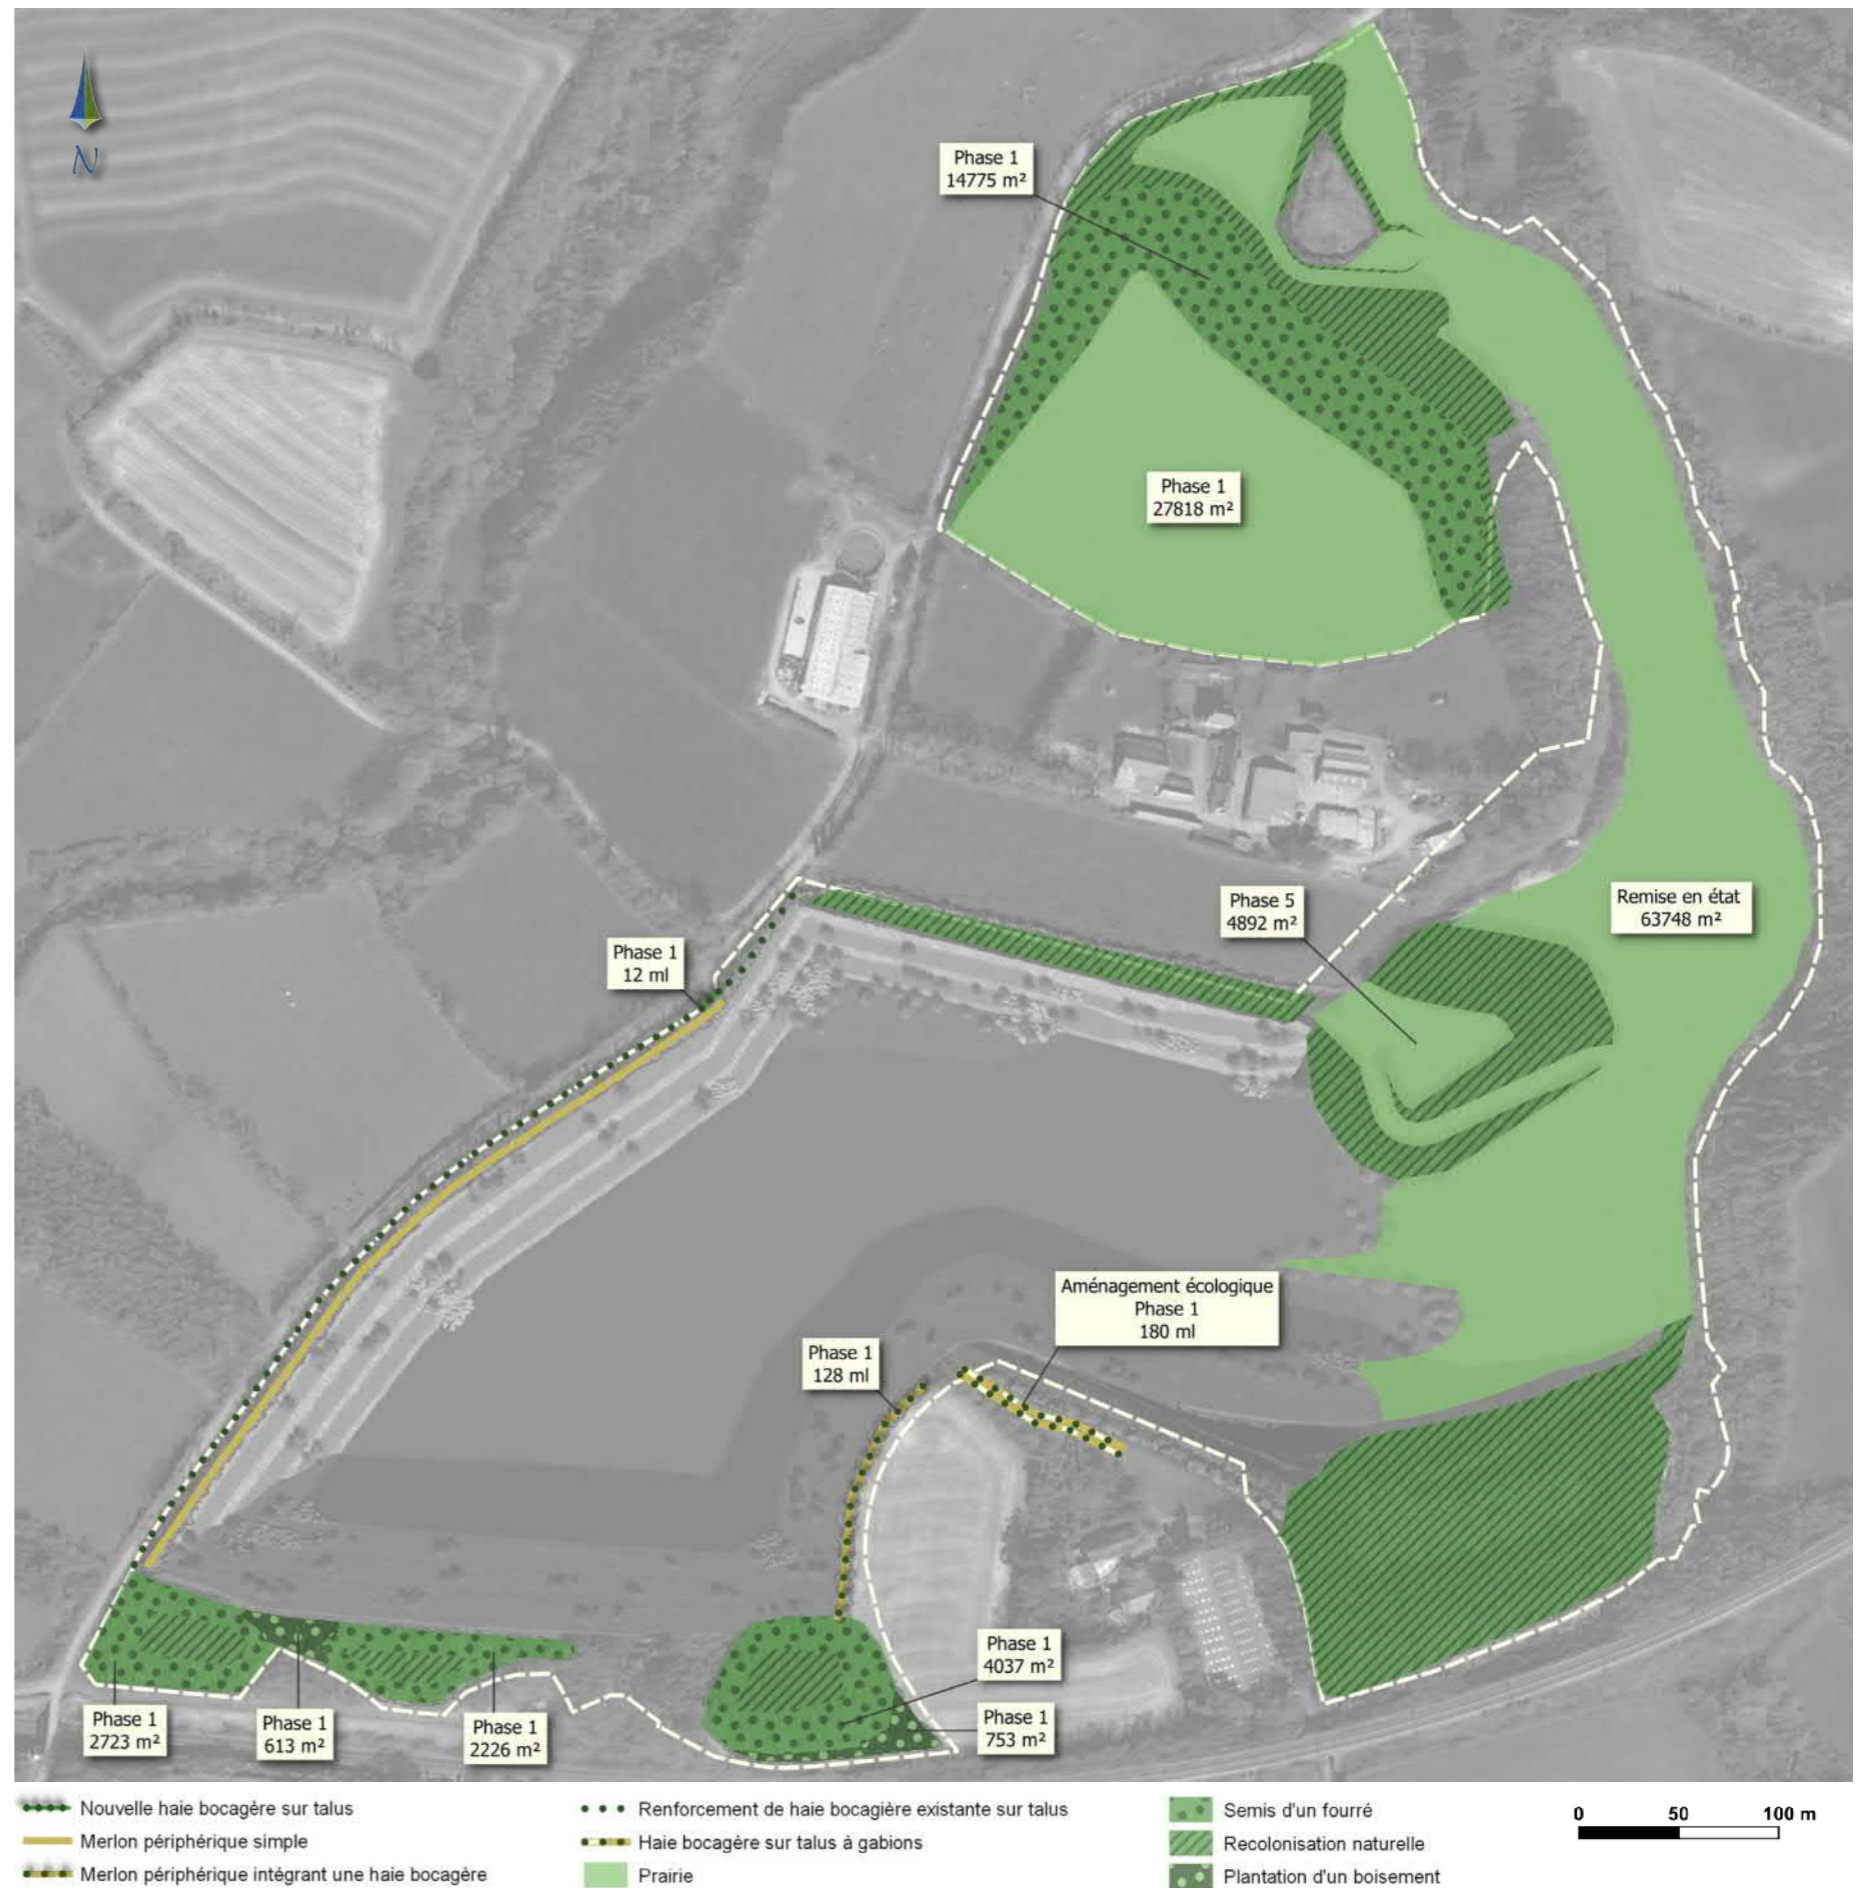 N
Phase 1
14775 m²
Phase 1
27818 m²
Phase 5
4892 m²
Remise en état
63748 m²
Phase 1
12 ml
Aménagement écologique
Phase 1
180 ml
Phase 1
128 ml
Phase 1
4037 m²
Phase 1
2723 m²
Phase 1
613 m²
Phase 1
2226 m²
Phase 1
753 m²
Nouvelle haie bocagère sur talus
Merlon périphérique simple
Merlon périphérique intégrant une haie bocagère
Renforcement de haie bocagière existante sur talus
Haie bocagère sur talus à gabions
Prairie
Semis d'un fourré
Recolonisation naturelle
Plantation d'un boisement
0 50 100 m